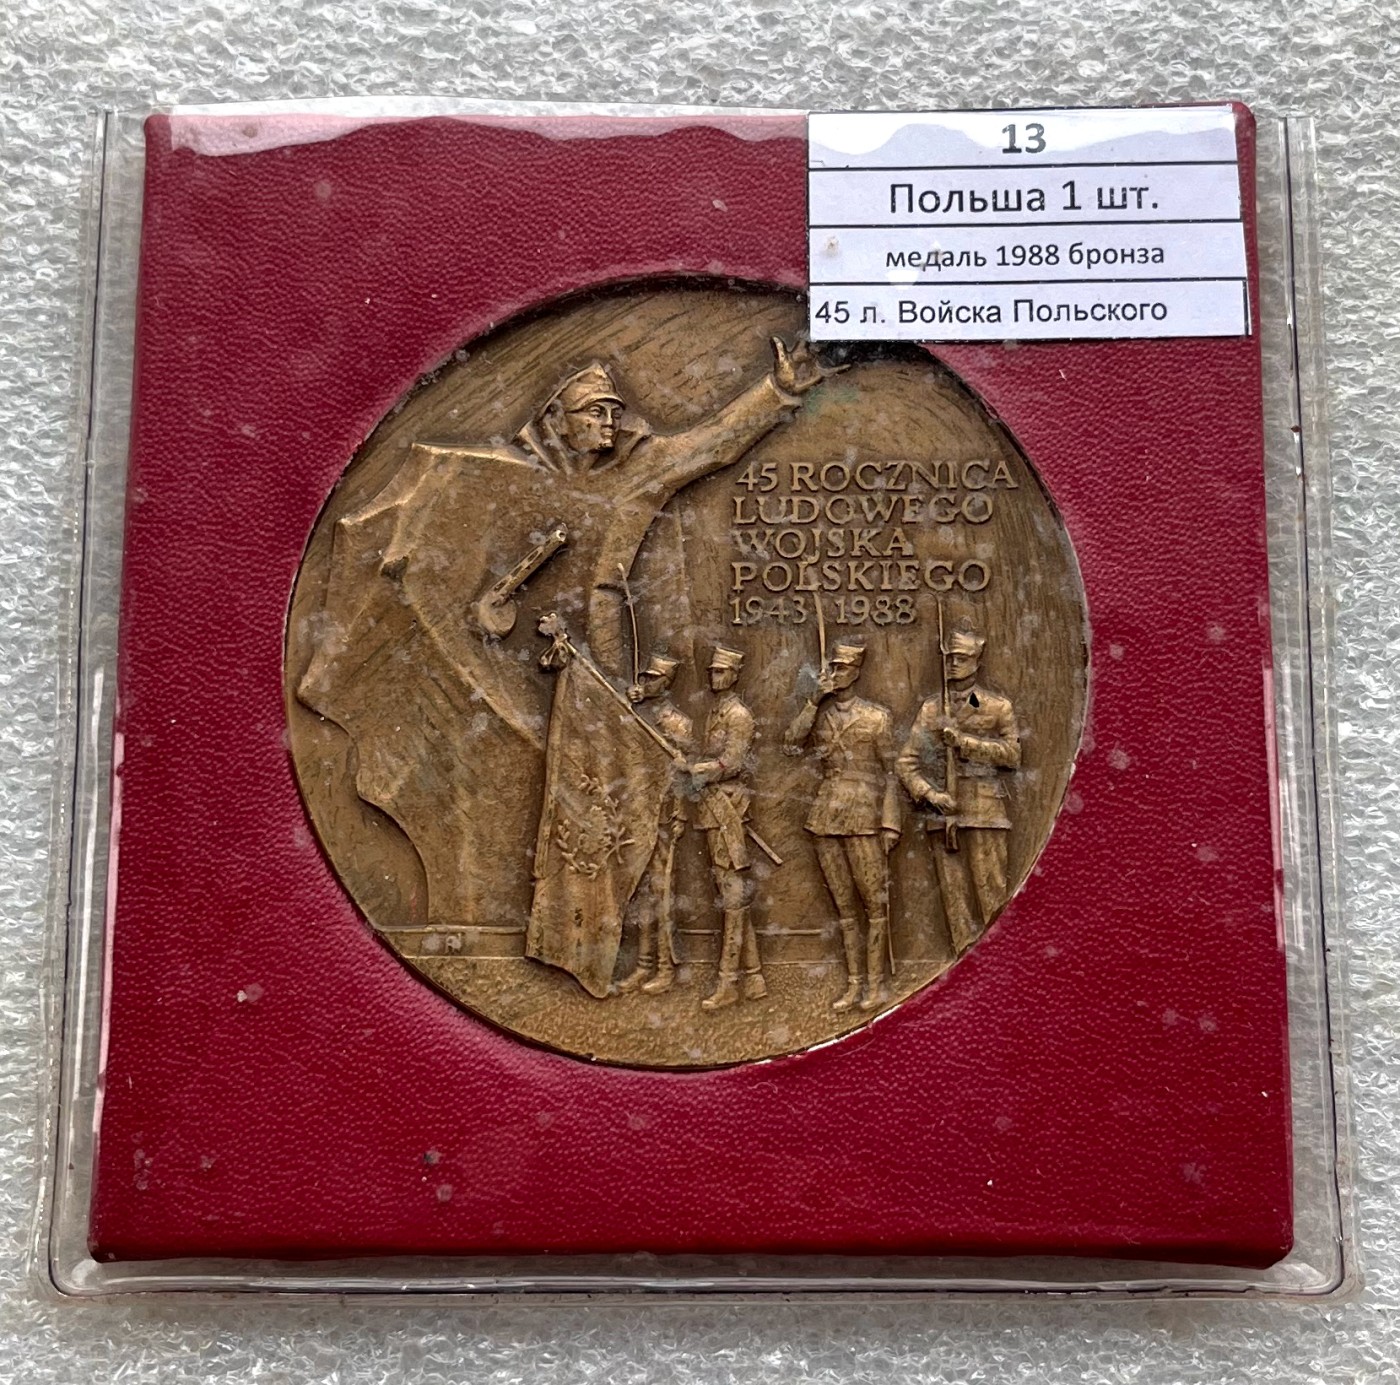 13
Польша 1 шт.
медаль 1988 бронза
45 л. Войска Польского
45 ROCZNICA
LUDOWEGO
WOJSKA
POLSKIEGO
1943 1988